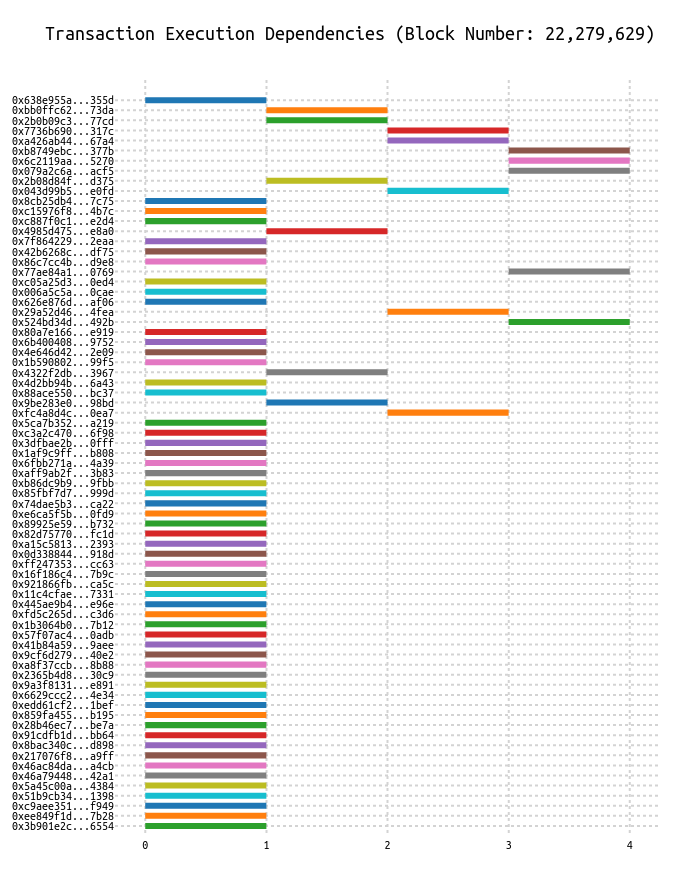 Transaction Execution Dependencies (Block Number: 22,279,629)
0x638e955a...355d
0xbb0ffc62...73da
0x2b0b09c3...77cd
0x7736b690...317c
0xa426ab44...67a4
0xb8749ebc...377b
0x6c2119aa...5270
0x079a2c6a...acf5
0x2b08d84f...d375
0x043d99b5...e0fd
0x8cb25db4...7c75
0xc15976f8...4b7c
0xc887f0c1...e2d4
0x4985d475...e8a0
0x7f864229...2eaa
0x42b6268c...df75
0x86c7cc4b...d9e8
0x77ae84a1...0769
0xc05a25d3...0ed4
0x006a5c5a...0cae
0x626e876d...af06
0x29a52d46...4fea
0x524bd34d...492b
0x80a7e166...e919
0x6b400408...9752
0x4e646d42...2e09
0x1b590802...99f5
0x4322f2db...3967
0x4d2bb94b...6a43
0x88ace550...bc37
0x9be283e0...98bd
0xfc4a8d4c...0ea7
0x5ca7b352...a219
0xc3a2c470...6f98
0x3dfbae2b...0fff
0x1af9c9ff...b808
0x6fbb271a...4a39
0xaff9ab2f...3b83
0xb86dc9b9...9fbb
0x85fbf7d7...999d
0x74dae5b3...ca22
0xe6ca5f5b...0fd9
0x89925e59...b732
0x82d75770...fc1d
0xa15c5813...2393
0x0d338844...918d
0xff247353...cc63
0x16f186c4...7b9c
0x921866fb...ca5c
0x11c4cfae...7331
0x445ae9b4...e96e
0xfd5c265d...c3d6
0x1b3064b0...7b12
0x57f07ac4...0adb
0x41b84a59...9aee
0x9cf6d279...40e2
0xa8f37ccb...8b88
0x2365b4d8...30c9
0x9a3f8131...e891
0x6629ccc2...4e34
0xedd61cf2...1bef
0x859fa455...b195
0x28b46ec7...be7a
0x91cdfb1d...bb64
0x8bac340c...d898
0x217076f8...a9ff
0x46ac84da...a4cb
0x46a79448...42a1
0x5a45c00a...4384
0x51b9cb34...1398
0xc9aee351...f949
0xee849f1d...7b28
0x3b901e2c...6554
0 1 2 3 4